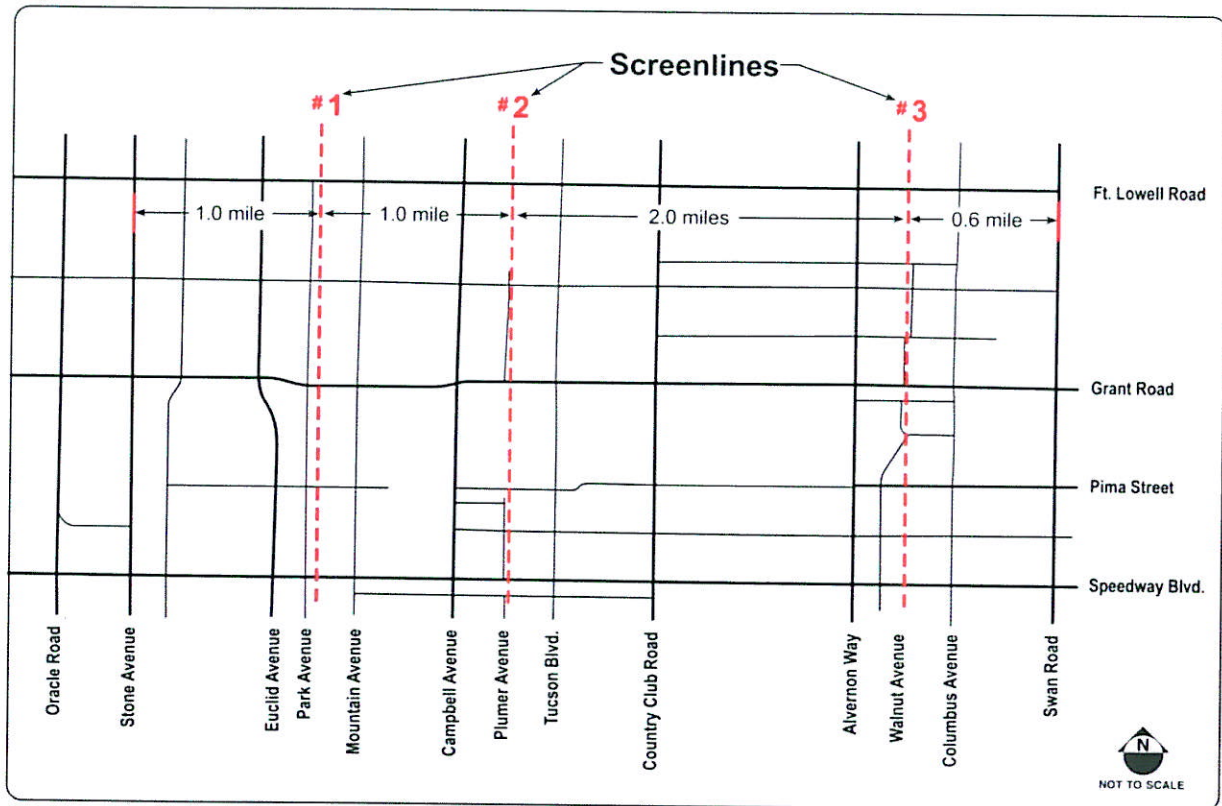 Screenlines
#1
#2
#3
Ft. Lowell Road
1.0 mile
1.0 mile
2.0 miles
0.6 mile
Grant Road
Pima Street
Speedway Blvd.
Oracle Road
Stone Avenue
Euclid Avenue
Park Avenue
Mountain Avenue
Campbell Avenue
Plumer Avenue
Tucson Blvd.
Country Club Road
Alvernon Way
Walnut Avenue
Columbus Avenue
Swan Road
N
NOT TO SCALE